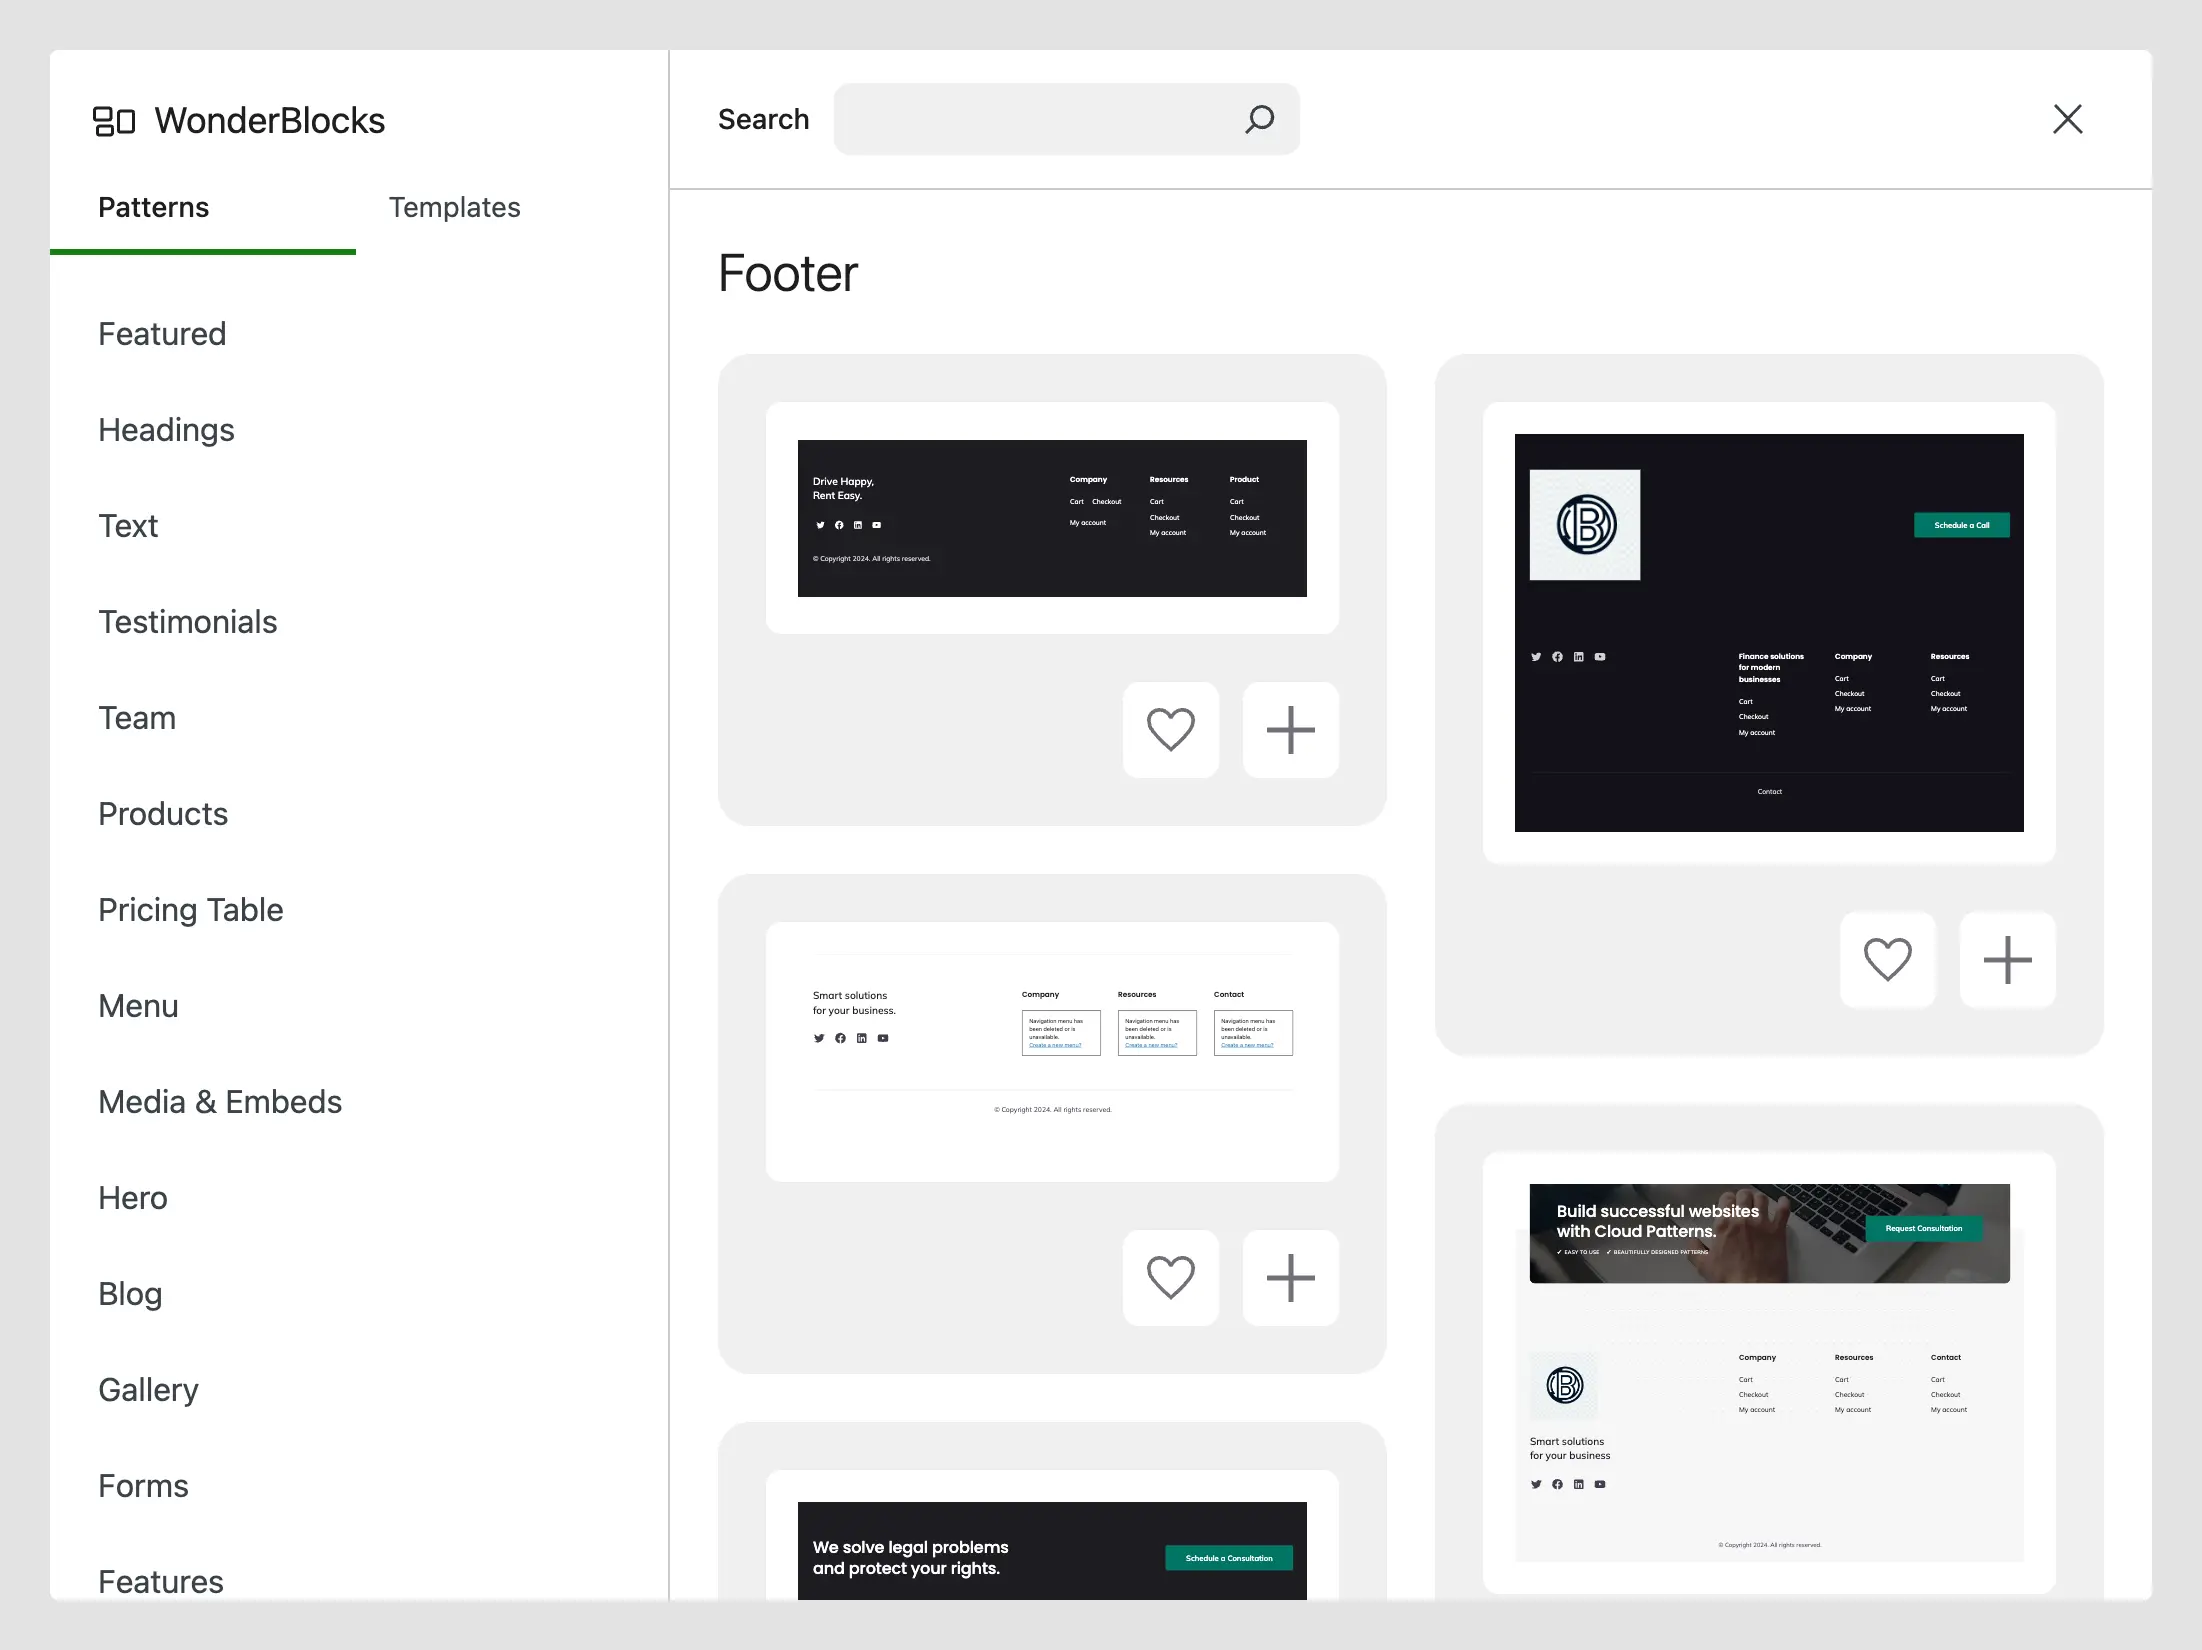 WonderBlocks
Patterns
Templates
Featured
Headings
Text
Testimonials
Team
Products
Pricing Table
Menu
Media & Embeds
Hero
Blog
Gallery
Forms
Features
Search
Footer
Drive Happy,
Rent Easy.
© Copyright 2024. All rights reserved.
Company
Cart Checkout
My account
Resources
Cart
Checkout
My account
Product
Cart
Checkout
My account
B
Schedule a Call
Finance solutions
for modern
businesses
Cart
Checkout
My account
Company
Cart
Checkout
My account
Resources
Cart
Checkout
My account
Contact
Smart solutions
for your business.
Company
Navigation menu has
been deleted or is
unavailable.
Create a new menu?
Resources
Navigation menu has
been deleted or is
unavailable.
Create a new menu?
Contact
Navigation menu has
been deleted or is
unavailable.
Create a new menu?
© Copyright 2024. All rights reserved.
Build successful websites
with Cloud Patterns.
✓ EASY TO USE ✓ BEAUTIFULLY DESIGNED PATTERNS
Request Consultation
B
Smart solutions
for your business
Company
Cart
Checkout
My account
Resources
Cart
Checkout
My account
Contact
Cart
Checkout
My account
© Copyright 2024. All rights reserved.
We solve legal problems
and protect your rights.
Schedule a Consultation